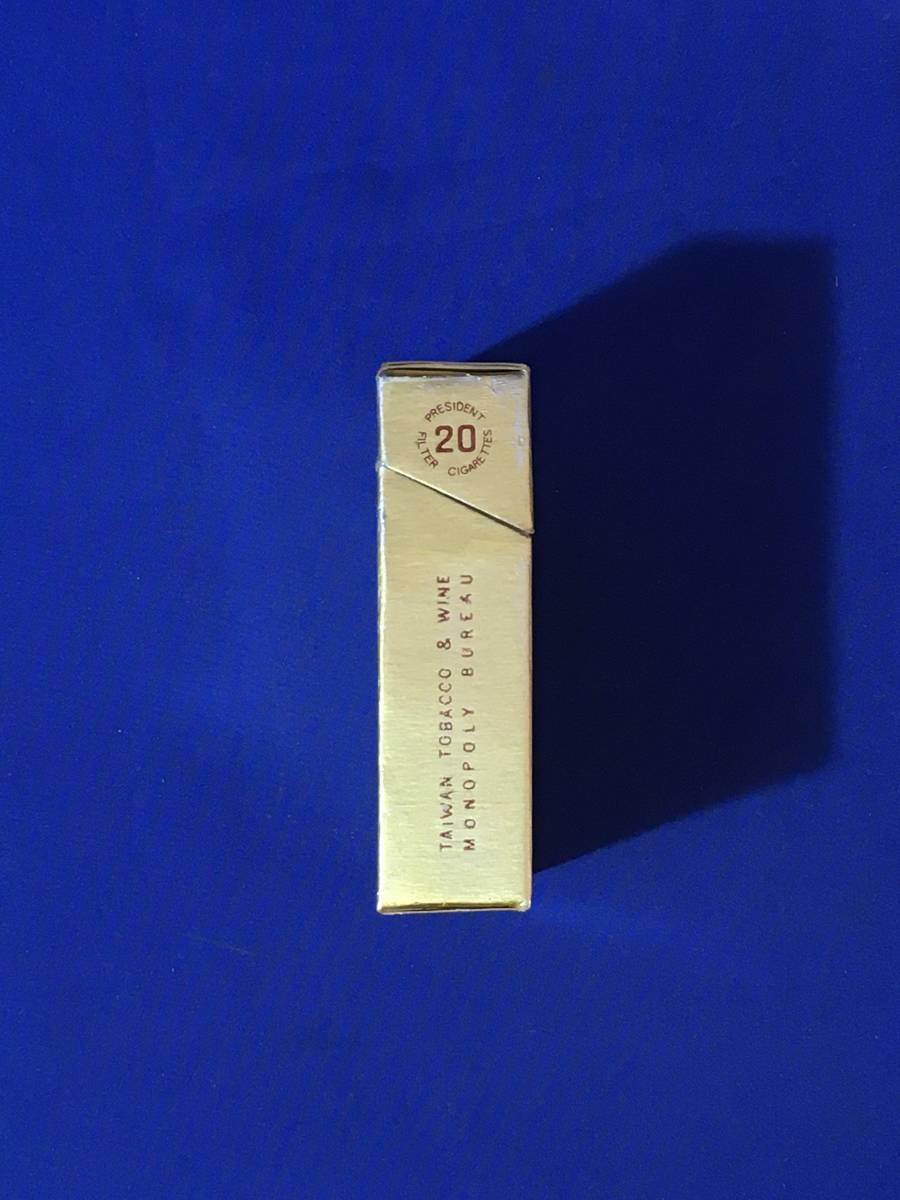 PRESIDENT
20
FILTER CIGARETTES
TAIWAN TOBACCO & WINE
MONOPOLY BUREAU